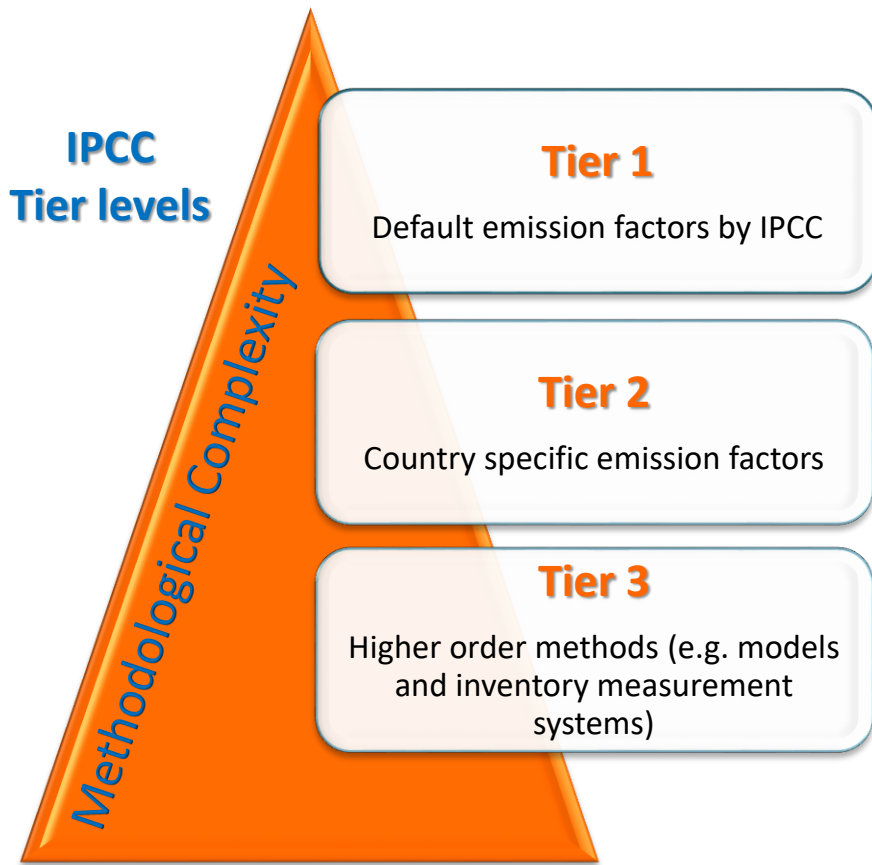 IPCC
Tier levels
Methodological Complexity
Tier 1
Default emission factors by IPCC
Tier 2
Country specific emission factors
Tier 3
Higher order methods (e.g. models
and inventory measurement
systems)